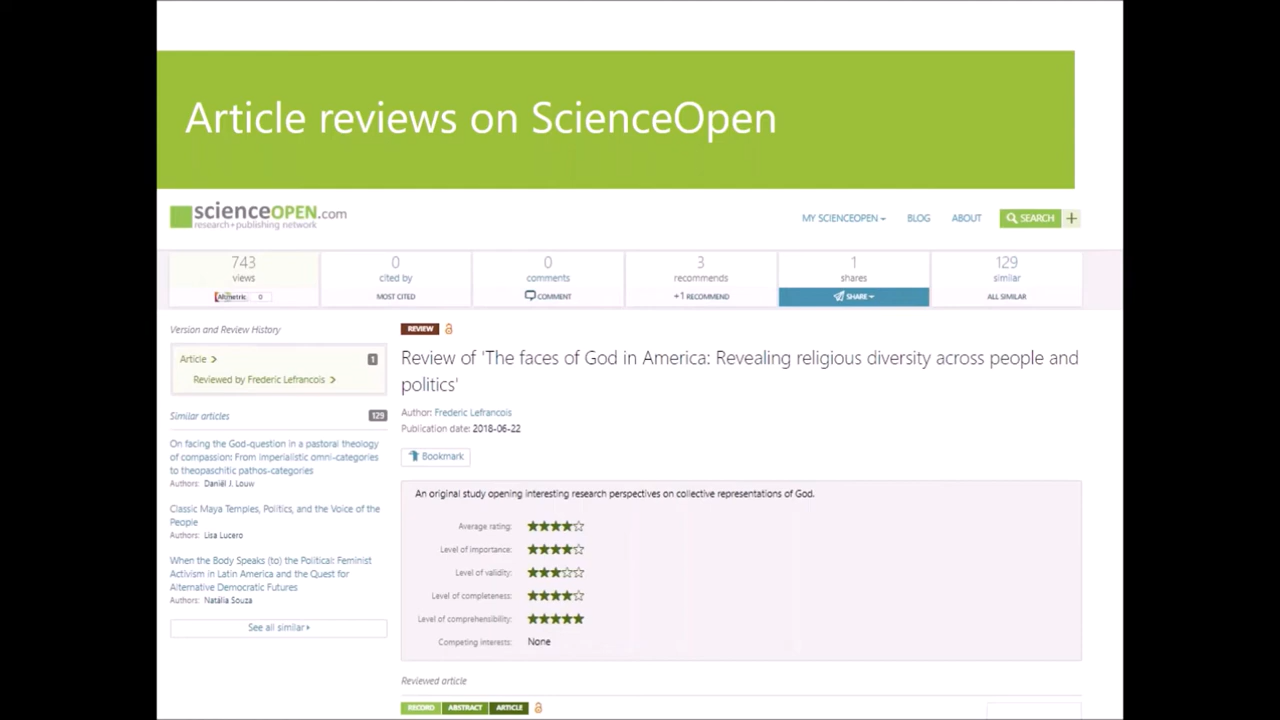 Article reviews on ScienceOpen
scienceOPEN.com
research+publishing network
MY SCIENCEOPEN
BLOG
ABOUT
SEARCH
+
743
views
Altmetric 0
0
cited by
MOST CITED
0
comments
COMMENT
3
recommends
+1 RECOMMEND
1
shares
SHARE
129
similar
ALL SIMILAR
Version and Review History
Article > 1
Reviewed by Frederic Lefrancois >
Similar articles 129
On facing the God-question in a pastoral theology
of compassion: From imperialistic omni-categories
to theopaschitic pathos-categories
Authors: Daniël J. Louw
Classic Maya Temples, Politics, and the Voice of the
People
Authors: Lisa Lucero
When the Body Speaks (to) the Political: Feminist
Activism in Latin America and the Quest for
Alternative Democratic Futures
Authors: Natália Souza
See all similar
REVIEW
Review of 'The faces of God in America: Revealing religious diversity across people and
politics'
Author: Frederic Lefrancois
Publication date: 2018-06-22
Bookmark
An original study opening interesting research perspectives on collective representations of God.
Average rating: ★★★★☆
Level of importance: ★★★★☆
Level of validity: ★★★☆☆
Level of completeness: ★★★★☆
Level of comprehensibility: ★★★★★
Competing interests: None
Reviewed article
RECORD ABSTRACT ARTICLE